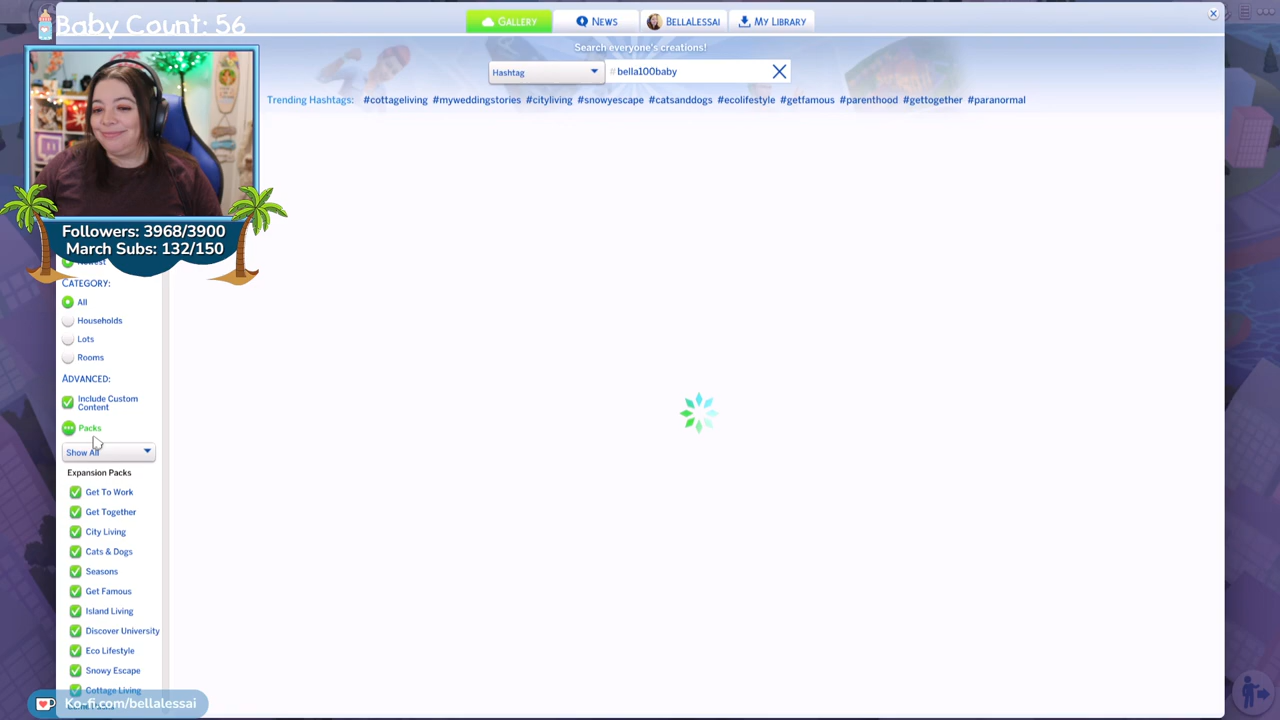 Baby Count: 56
Gallery
News
BellaLessai
My Library
Search everyone's creations!
Hashtag
# bella100baby
Trending Hashtags: #cottageliving #myweddingstories #cityliving #snowyescape #catsanddogs #ecolifestyle #getfamous #parenthood #gettogether #paranormal
Followers: 3968/3900
March Subs: 132/150
Category:
All
Households
Lots
Rooms
Advanced:
Include Custom
Content
Packs
Show All
Expansion Packs
Get To Work
Get Together
City Living
Cats & Dogs
Seasons
Get Famous
Island Living
Discover University
Eco Lifestyle
Snowy Escape
Cottage Living
Ko-fi.com/bellalessai